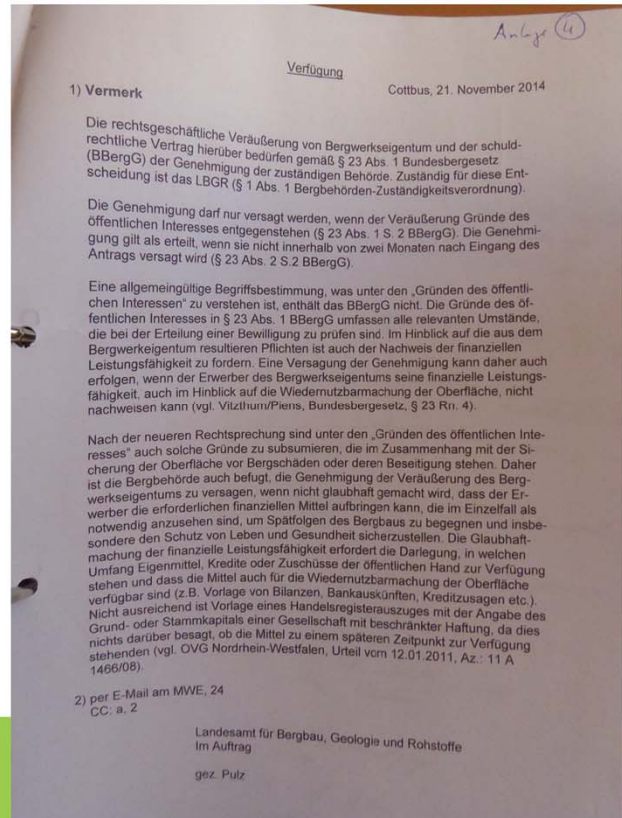 Anlage (4)
Verfügung
1) Vermerk
Cottbus, 21. November 2014
Die rechtsgeschäftliche Veräußerung von Bergwerkseigentum und der schuld-
rechtliche Vertrag hierüber bedürfen gemäß § 23 Abs. 1 Bundesbergesetz
(BBergG) der Genehmigung der zuständigen Behörde. Zuständig für diese Ent-
scheidung ist das LBGR (§ 1 Abs. 1 Bergbehörden-Zuständigkeitsverordnung).
Die Genehmigung darf nur versagt werden, wenn der Veräußerung Gründe des
öffentlichen Interesses entgegenstehen (§ 23 Abs. 1 S. 2 BBergG). Die Genehmi-
gung gilt als erteilt, wenn sie nicht innerhalb von zwei Monaten nach Eingang des
Antrags versagt wird (§ 23 Abs. 2 S.2 BBergG).
Eine allgemeingültige Begriffsbestimmung, was unter den „Gründen des öffentli-
chen Interessen“ zu verstehen ist, enthält das BBergG nicht. Die Gründe des öf-
fentlichen Interesses in § 23 Abs. 1 BBergG umfassen alle relevanten Umstände,
die bei der Erteilung einer Bewilligung zu prüfen sind. Im Hinblick auf die aus dem
Bergwerkeigentum resultieren Pflichten ist auch der Nachweis der finanziellen
Leistungsfähigkeit zu fordern. Eine Versagung der Genehmigung kann daher auch
erfolgen, wenn der Erwerber des Bergwerkseigentums seine finanzielle Leistungs-
fähigkeit, auch im Hinblick auf die Wiedernutzbarmachung der Oberfläche, nicht
nachweisen kann (vgl. Vitzthum/Piens, Bundesbergesetz, § 23 Rn. 4).
Nach der neueren Rechtsprechung sind unter den „Gründen des öffentlichen Inte-
resses“ auch solche Gründe zu subsumieren, die im Zusammenhang mit der Si-
cherung der Oberfläche vor Bergschäden oder deren Beseitigung stehen. Daher
ist die Bergbehörde auch befugt, die Genehmigung der Veräußerung des Berg-
werkseigentums zu versagen, wenn nicht glaubhaft gemacht wird, dass der Er-
werber die erforderlichen finanziellen Mittel aufbringen kann, die im Einzelfall als
notwendig anzusehen sind, um Spätfolgen des Bergbaus zu begegnen und insbe-
sondere den Schutz von Leben und Gesundheit sicherzustellen. Die Glaubhaft-
machung der finanzielle Leistungsfähigkeit erfordert die Darlegung, in welchen
Umfang Eigenmittel, Kredite oder Zuschüsse der öffentlichen Hand zur Verfügung
stehen und dass die Mittel auch für die Wiedernutzbarmachung der Oberfläche
verfügbar sind (z.B. Vorlage von Bilanzen, Bankauskünften, Kreditzusagen etc.).
Nicht ausreichend ist Vorlage eines Handelsregisterauszuges mit der Angabe des
Grund- oder Stammkapitals einer Gesellschaft mit beschränkter Haftung, da dies
nichts darüber besagt, ob die Mittel zu einem späteren Zeitpunkt zur Verfügung
stehenden (vgl. OVG Nordrhein-Westfalen, Urteil vom 12.01.2011, Az.: 11 A
1466/08).
2) per E-Mail am MWE, 24
CC: a, 2
Landesamt für Bergbau, Geologie und Rohstoffe
Im Auftrag
gez. Pulz